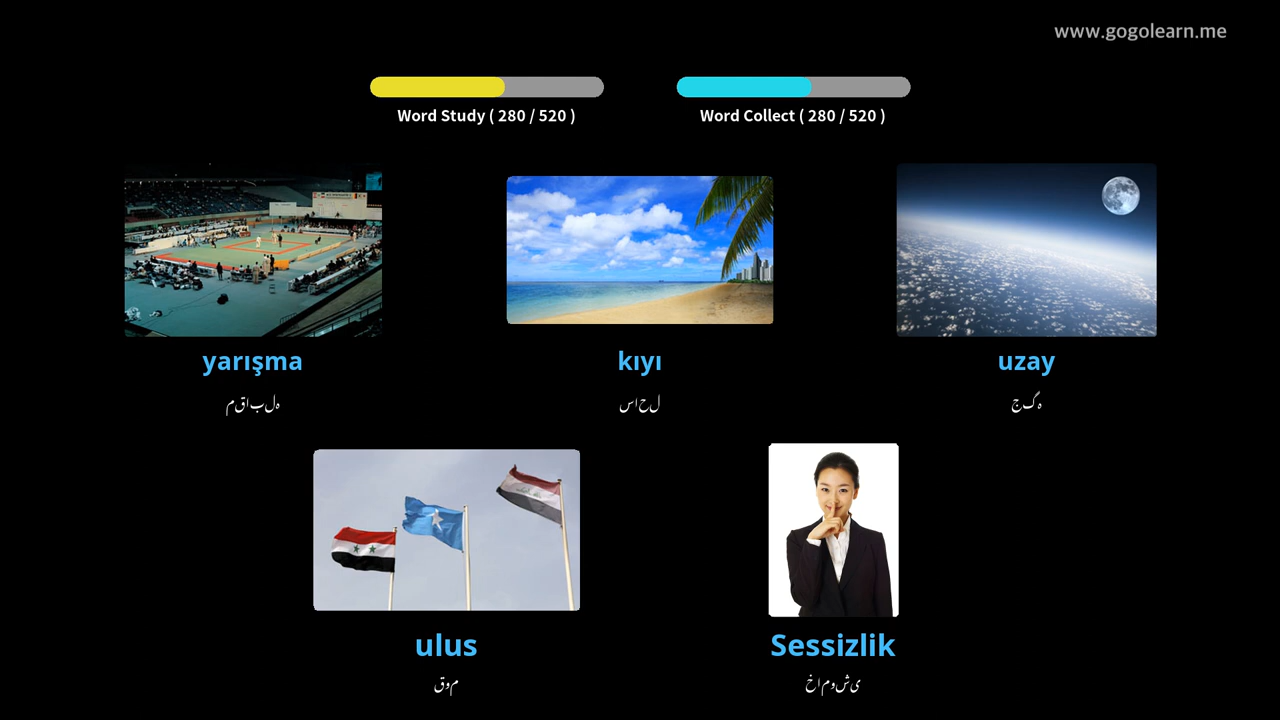 www.gogolearn.me
Word Study ( 280 / 520 )
Word Collect ( 280 / 520 )
yarışma
مقابلہ
kıyı
ساحل
uzay
جگہ
ulus
قوم
Sessizlik
خاموشی